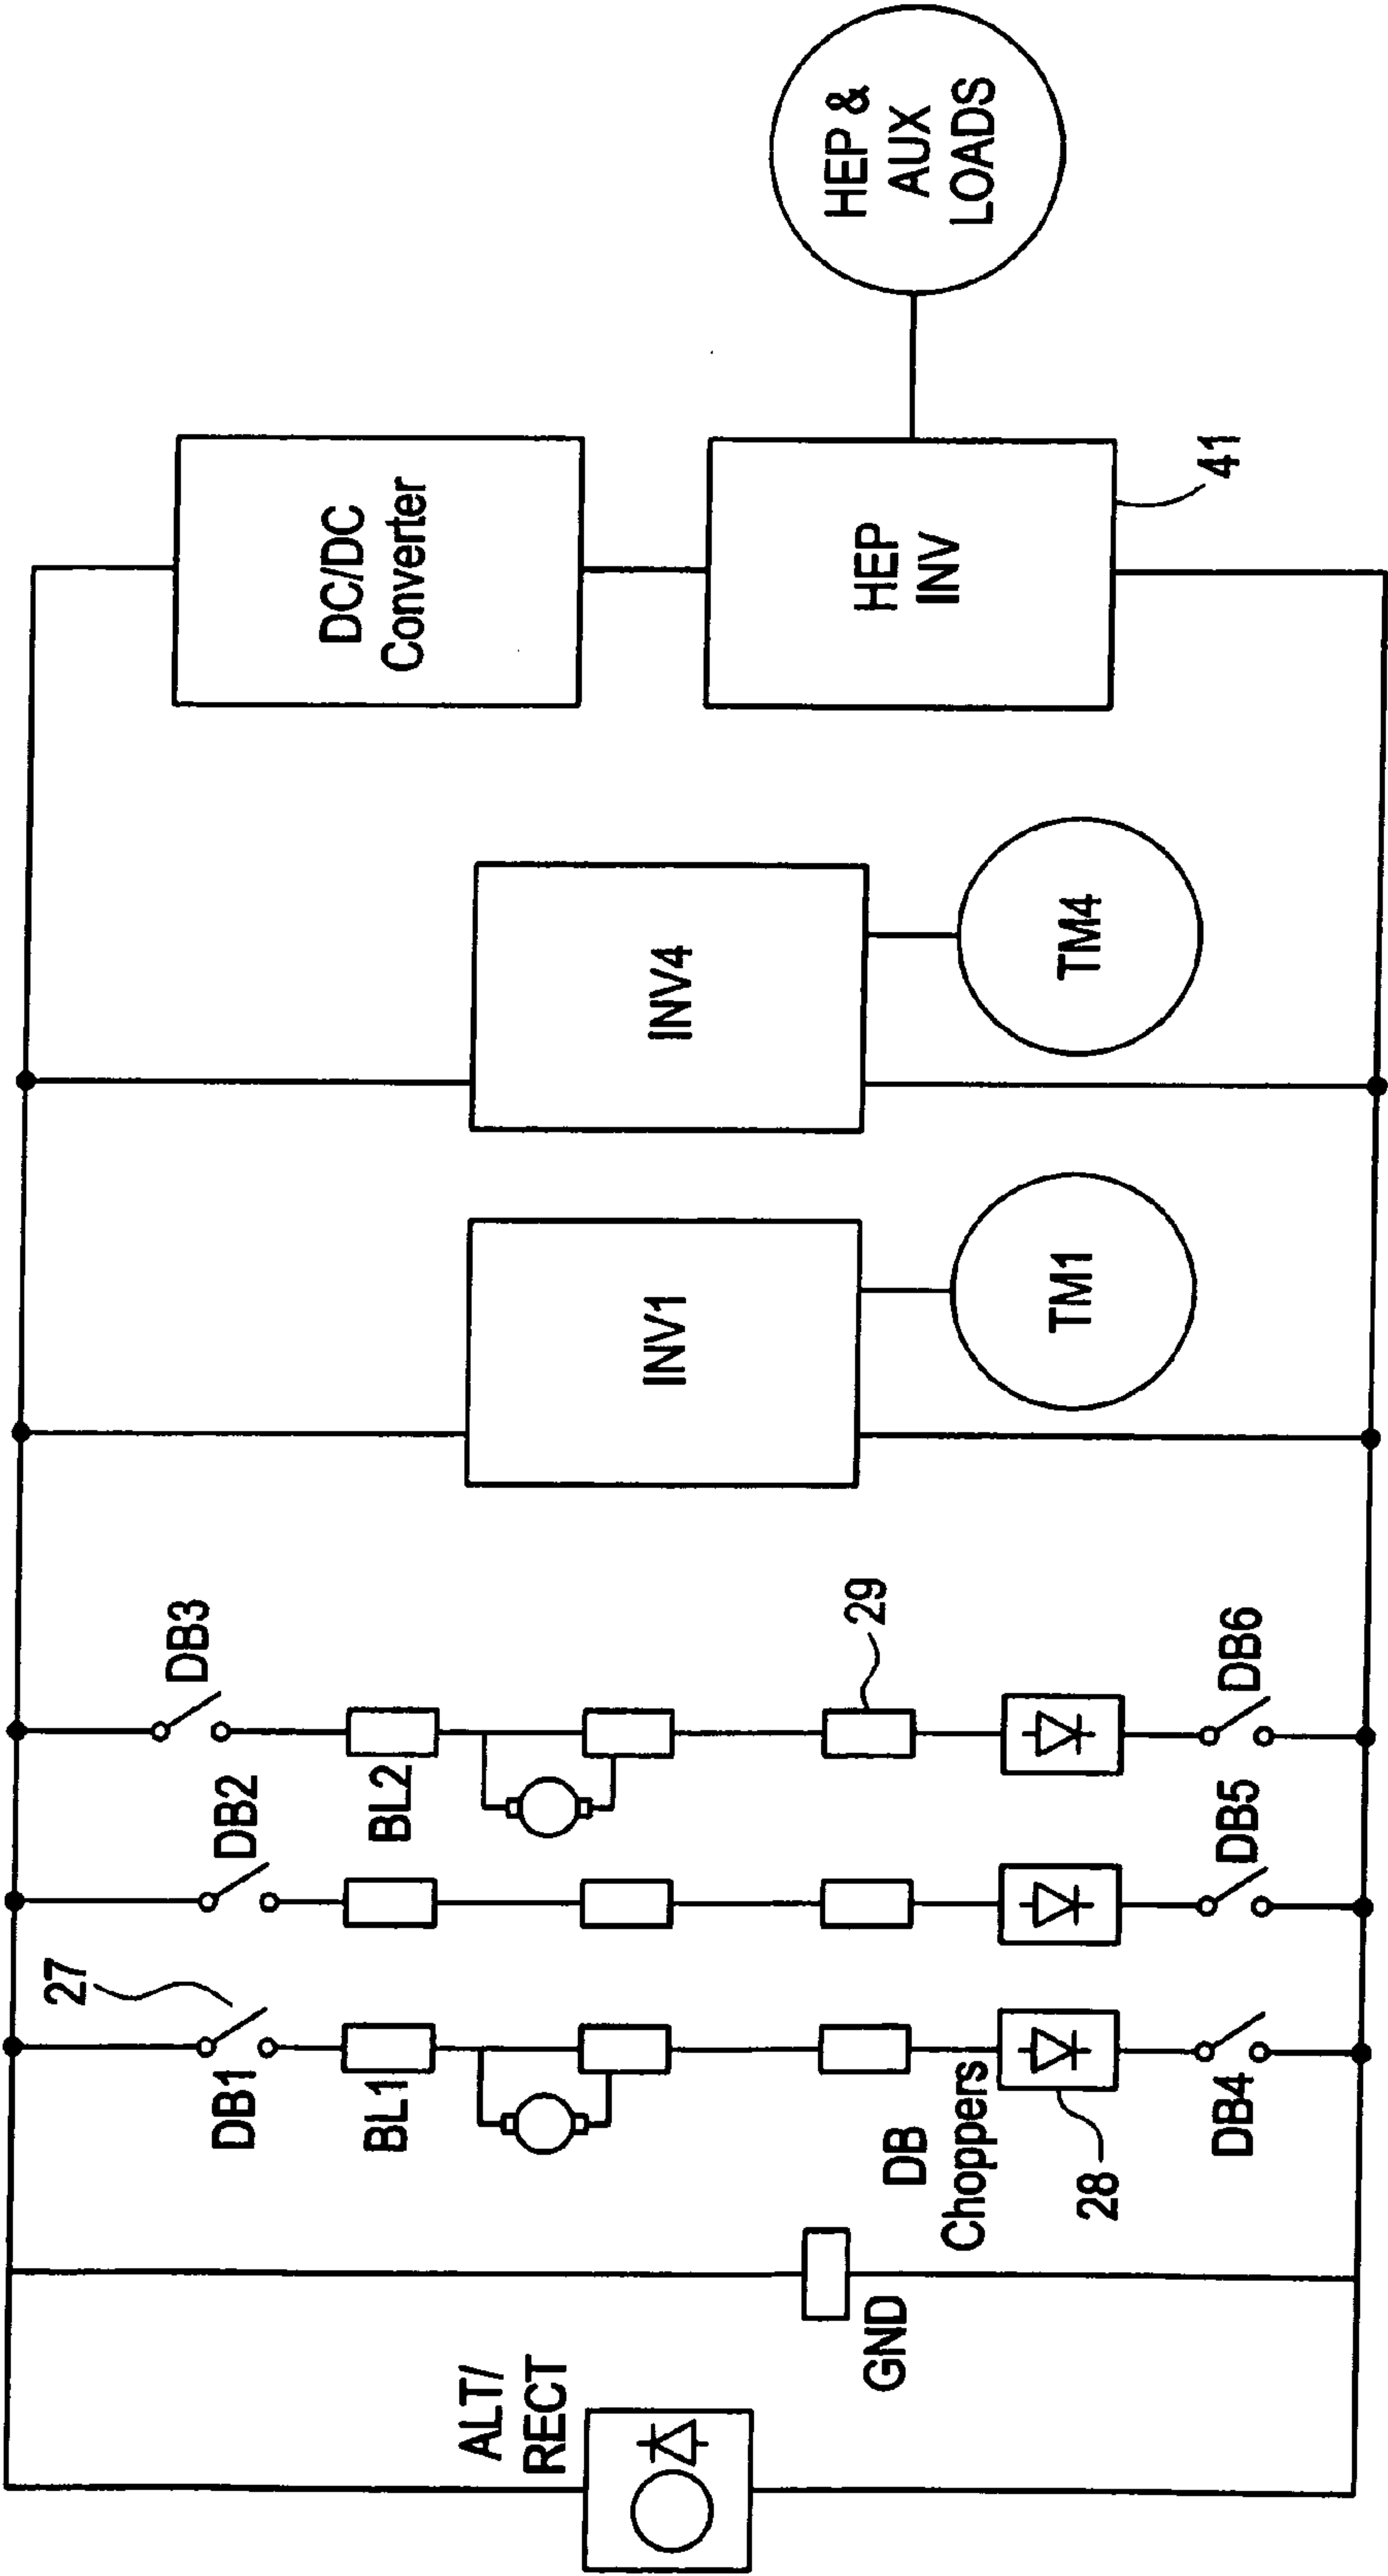 ALT/
RECT
GND
DB1
27
BL1
DB
Choppers
28
DB4
DB2
DB5
DB3
BL2
29
DB6
INV1
TM1
INV4
TM4
DC/DC
Converter
HEP
INV
41
HEP &
AUX
LOADS